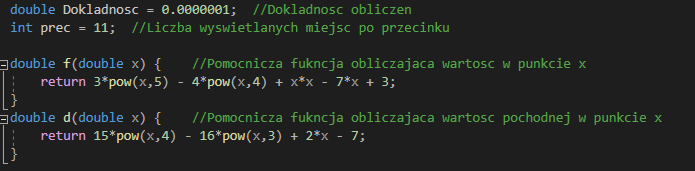 double Dokladnosc = 0.0000001;  //Dokladnosc obliczen
int prec = 11;  //Liczba wyswietlanych miejsc po przecinku
double f(double x) {    //Pomocnicza fukncja obliczajaca wartosc w punkcie x
    return 3*pow(x,5) - 4*pow(x,4) + x*x - 7*x + 3;
}
double d(double x) {    //Pomocnicza fukncja obliczajaca wartosc pochodnej w punkcie x
    return 15*pow(x,4) - 16*pow(x,3) + 2*x - 7;
}